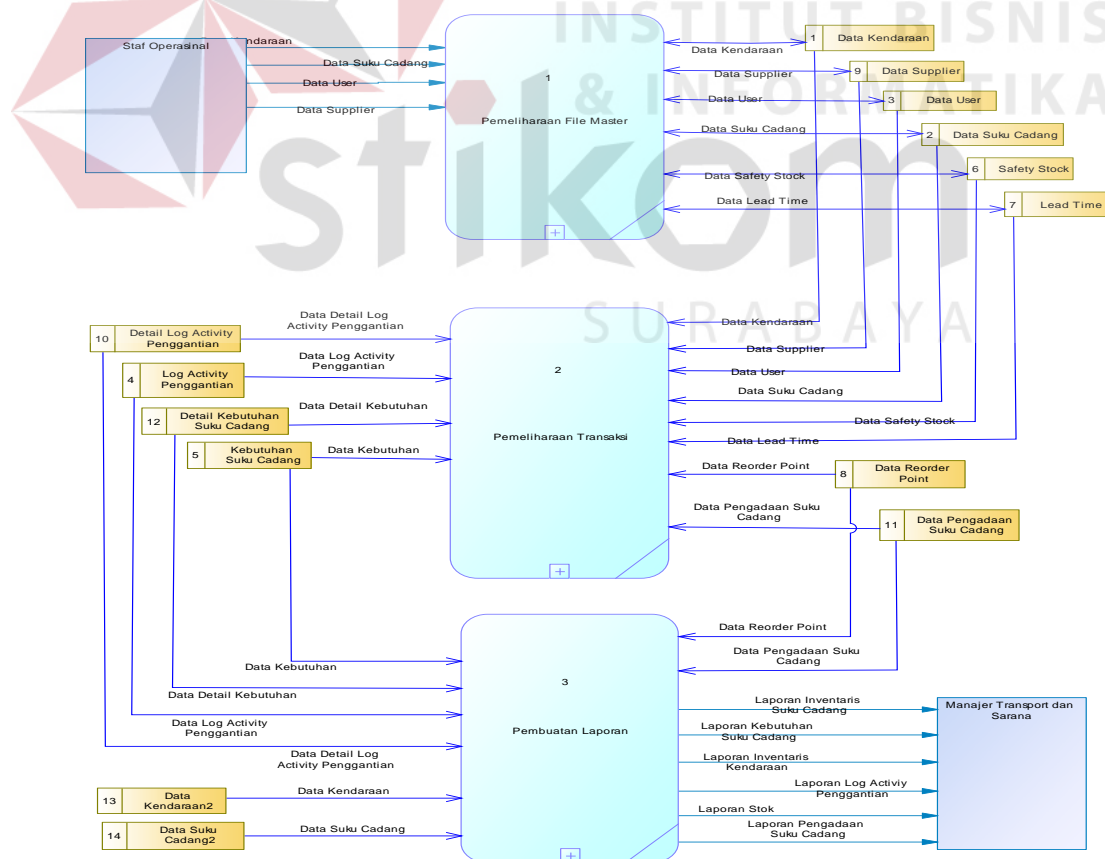 INSTITUT BISNIS
& INFORMATIKA
stikom
SURABAYA
Staf Operasinal
ndaraan
Data Suku Cadang
Data User
Data Supplier
1
Pemeliharaan File Master
Data Kendaraan
1 Data Kendaraan
Data Supplier
9 Data Supplier
Data User
3 Data User
Data Suku Cadang
2 Data Suku Cadang
Data Safety Stock
6 Safety Stock
Data Lead Time
7 Lead Time
10 Detail Log Activity
Penggantian
Data Detail Log
Activity Penggantian
4 Log Activity
Penggantian
Data Log Activity
Penggantian
12 Detail Kebutuhan
Suku Cadang
Data Detail Kebutuhan
5 Kebutuhan
Suku Cadang
Data Kebutuhan
2
Pemeliharaan Transaksi
Data Kendaraan
Data Supplier
Data User
Data Suku Cadang
Data Safety Stock
Data Lead Time
Data Reorder Point
8 Data Reorder
Point
Data Pengadaan Suku
Cadang
11 Data Pengadaan
Suku Cadang
Data Kebutuhan
Data Detail Kebutuhan
Data Log Activity
Penggantian
Data Detail Log
Activity Penggantian
13 Data
Kendaraan2
Data Kendaraan
14 Data Suku
Cadang2
Data Suku Cadang
3
Pembuatan Laporan
Data Reorder Point
Data Pengadaan Suku
Cadang
Laporan Inventaris
Suku Cadang
Laporan Kebutuhan
Suku Cadang
Laporan Inventaris
Kendaraan
Laporan Log Activiy
Penggantian
Laporan Stok
Laporan Pengadaan
Suku Cadang
Manajer Transport dan
Sarana